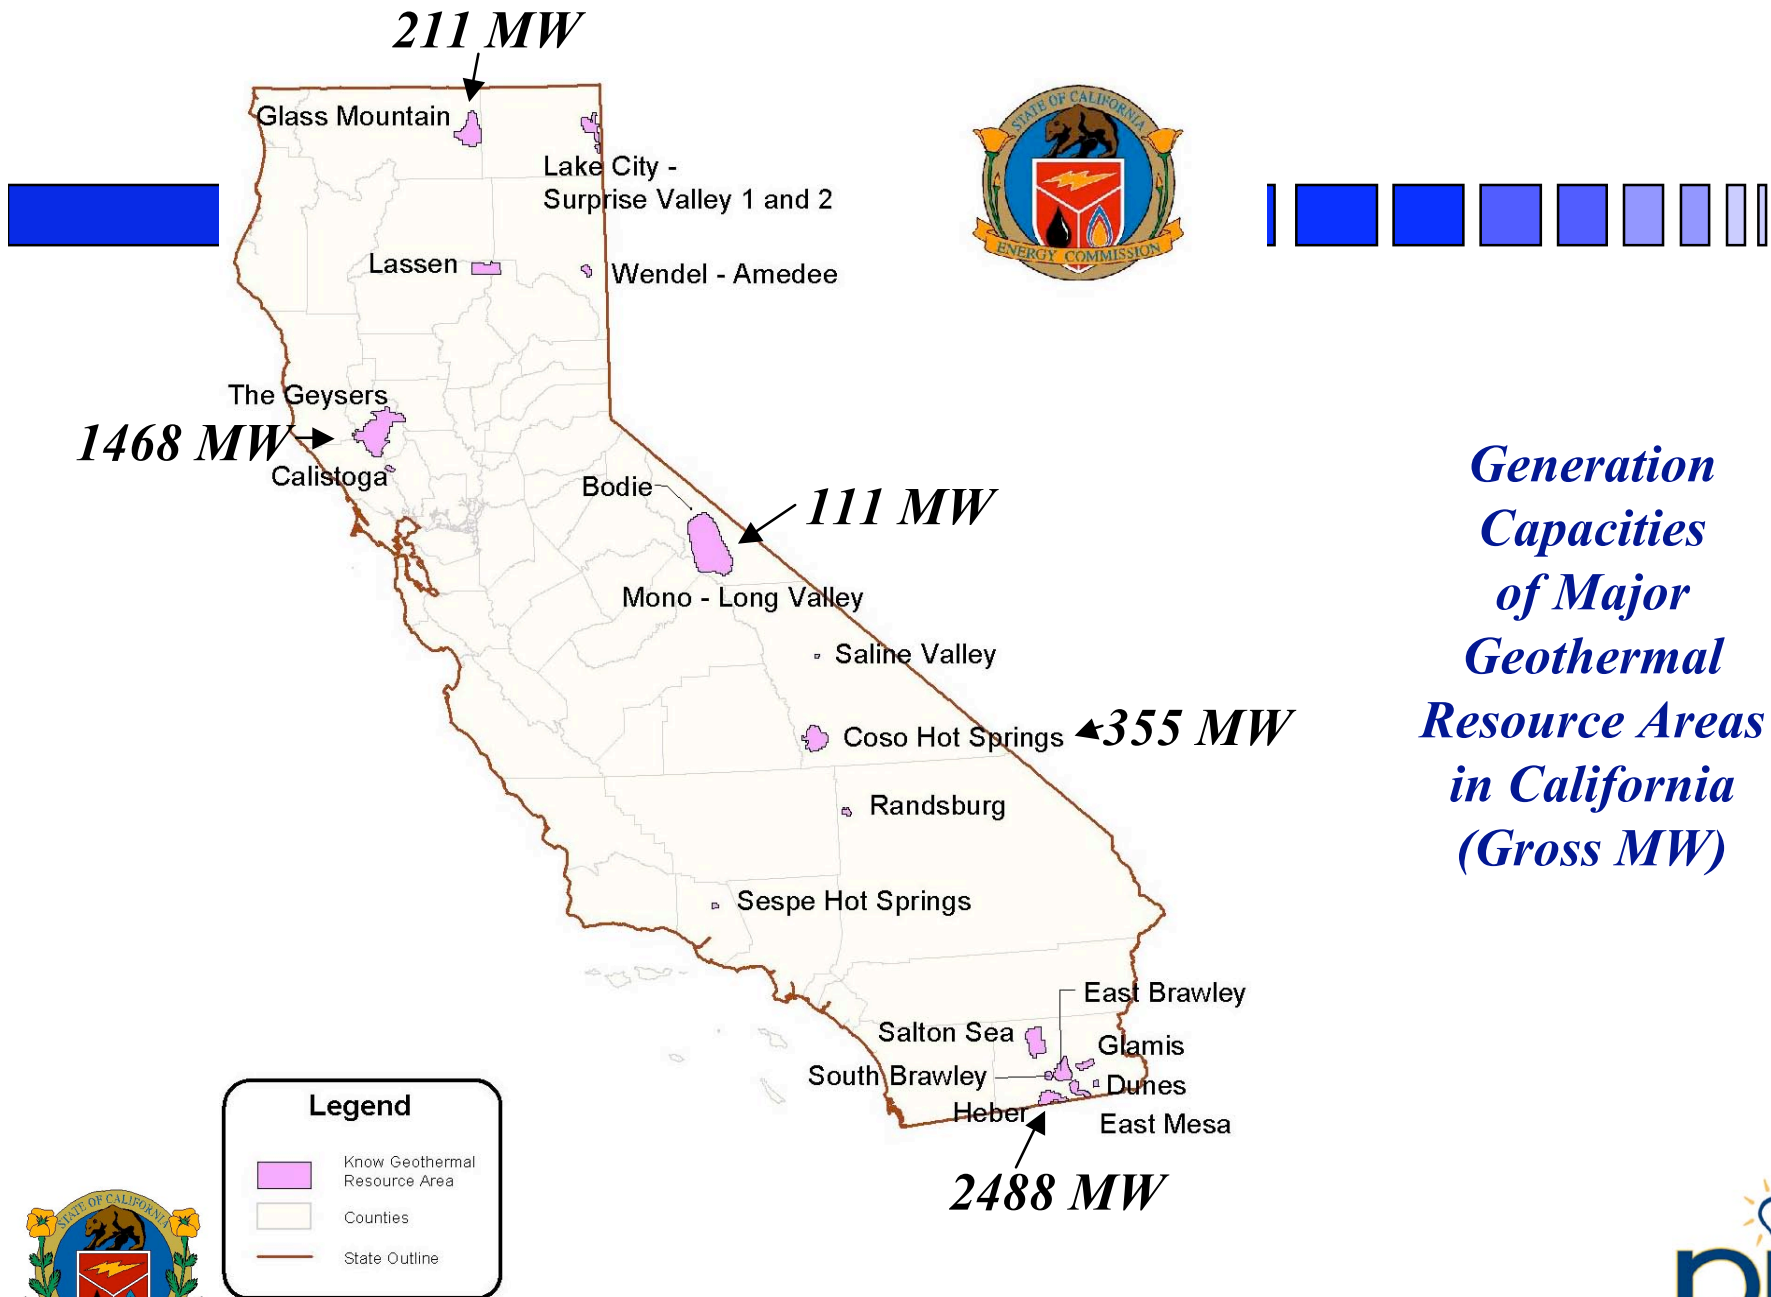 211 MW
Glass Mountain
Lake City -
Surprise Valley 1 and 2
STATE OF CALIFORNIA
ENERGY COMMISSION
Lassen
Wendel - Amedee
The Geysers
1468 MW
Calistoga
Bodie
111 MW
Mono - Long Valley
Saline Valley
Coso Hot Springs
355 MW
Randsburg
Sespe Hot Springs
East Brawley
Salton Sea
Glamis
South Brawley
Dunes
Heber
East Mesa
2488 MW
Generation
Capacities
of Major
Geothermal
Resource Areas
in California
(Gross MW)
Legend
Know Geothermal
Resource Area
Counties
State Outline
STATE OF CALIFORNIA